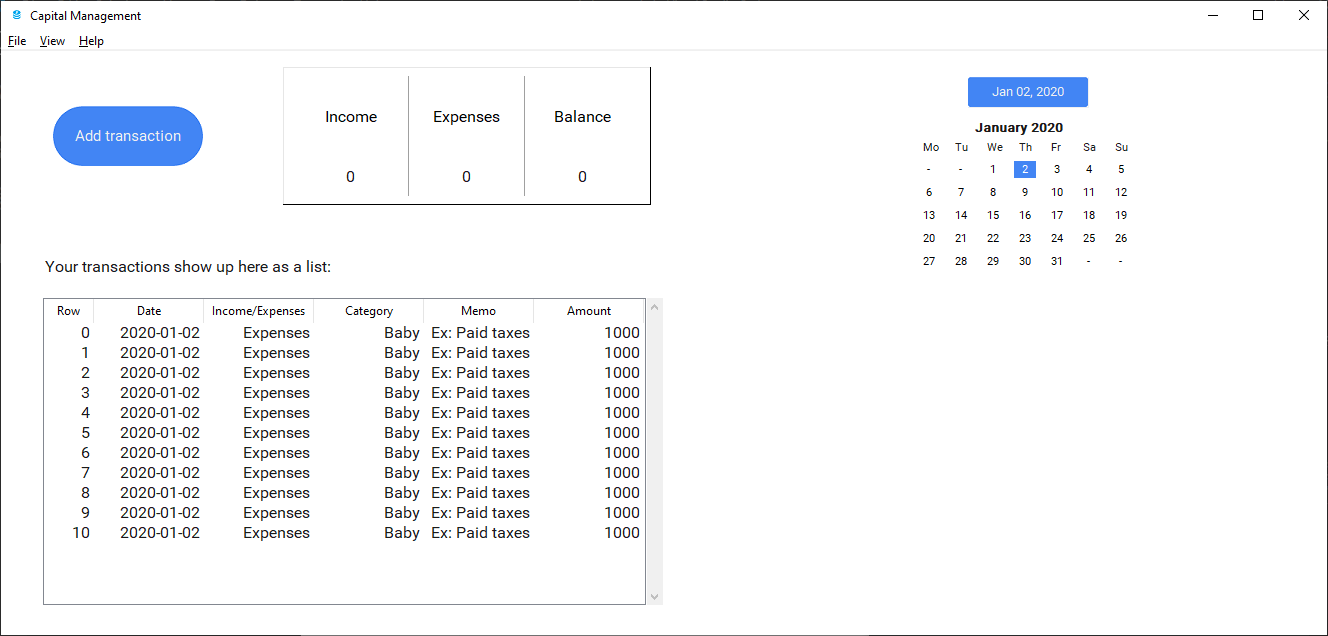 Capital Management
File View Help
Add transaction
Income Expenses Balance
0 0 0
Jan 02, 2020
January 2020
Mo Tu We Th Fr Sa Su
- - 1 2 3 4 5
6 7 8 9 10 11 12
13 14 15 16 17 18 19
20 21 22 23 24 25 26
27 28 29 30 31 - -
Your transactions show up here as a list:
Row Date Income/Expenses Category Memo Amount
0 2020-01-02 Expenses Baby Ex: Paid taxes 1000
1 2020-01-02 Expenses Baby Ex: Paid taxes 1000
2 2020-01-02 Expenses Baby Ex: Paid taxes 1000
3 2020-01-02 Expenses Baby Ex: Paid taxes 1000
4 2020-01-02 Expenses Baby Ex: Paid taxes 1000
5 2020-01-02 Expenses Baby Ex: Paid taxes 1000
6 2020-01-02 Expenses Baby Ex: Paid taxes 1000
7 2020-01-02 Expenses Baby Ex: Paid taxes 1000
8 2020-01-02 Expenses Baby Ex: Paid taxes 1000
9 2020-01-02 Expenses Baby Ex: Paid taxes 1000
10 2020-01-02 Expenses Baby Ex: Paid taxes 1000